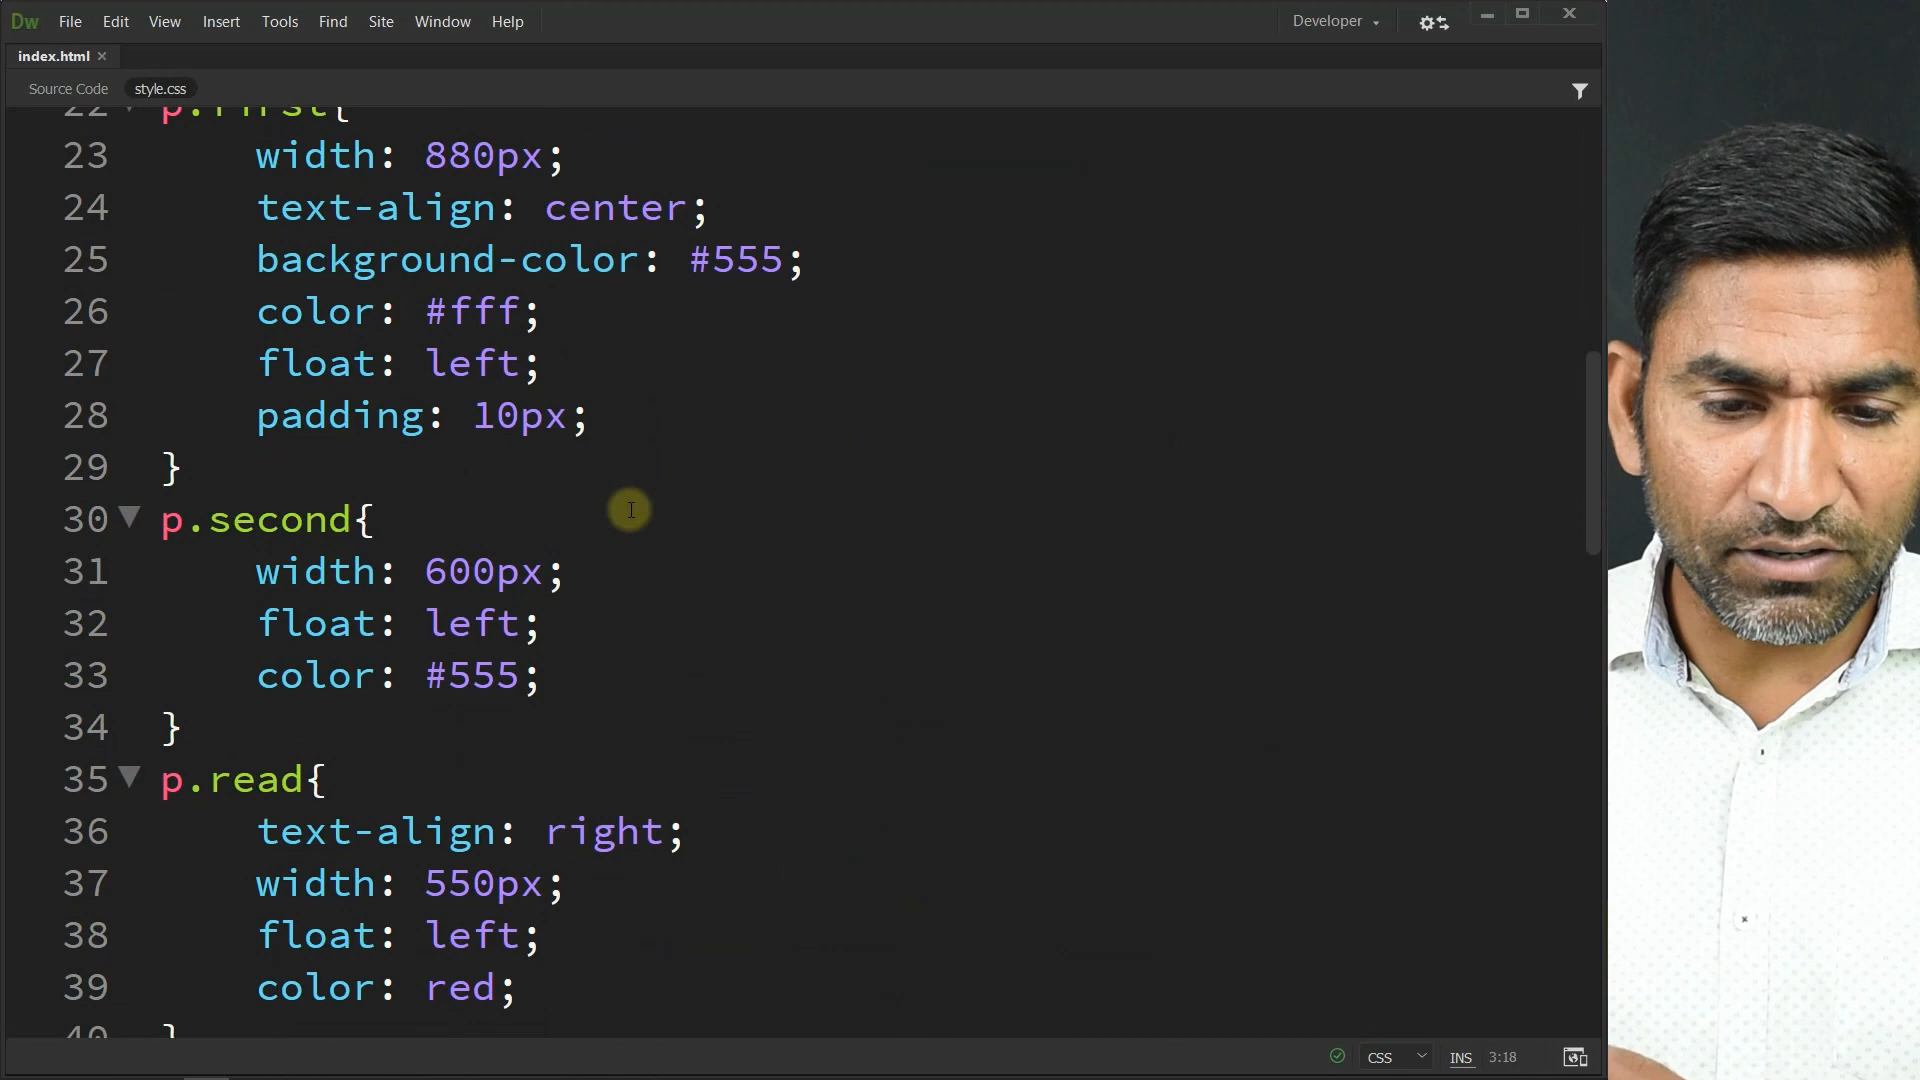 Dw File Edit View Insert Tools Find Site Window Help Developer
index.html ×
Source Code style.css
22 p.first{
23 width: 880px;
24 text-align: center;
25 background-color: #555;
26 color: #fff;
27 float: left;
28 padding: 10px;
29 }
30 p.second{
31 width: 600px;
32 float: left;
33 color: #555;
34 }
35 p.read{
36 text-align: right;
37 width: 550px;
38 float: left;
39 color: red;
40 }
CSS INS 3:18